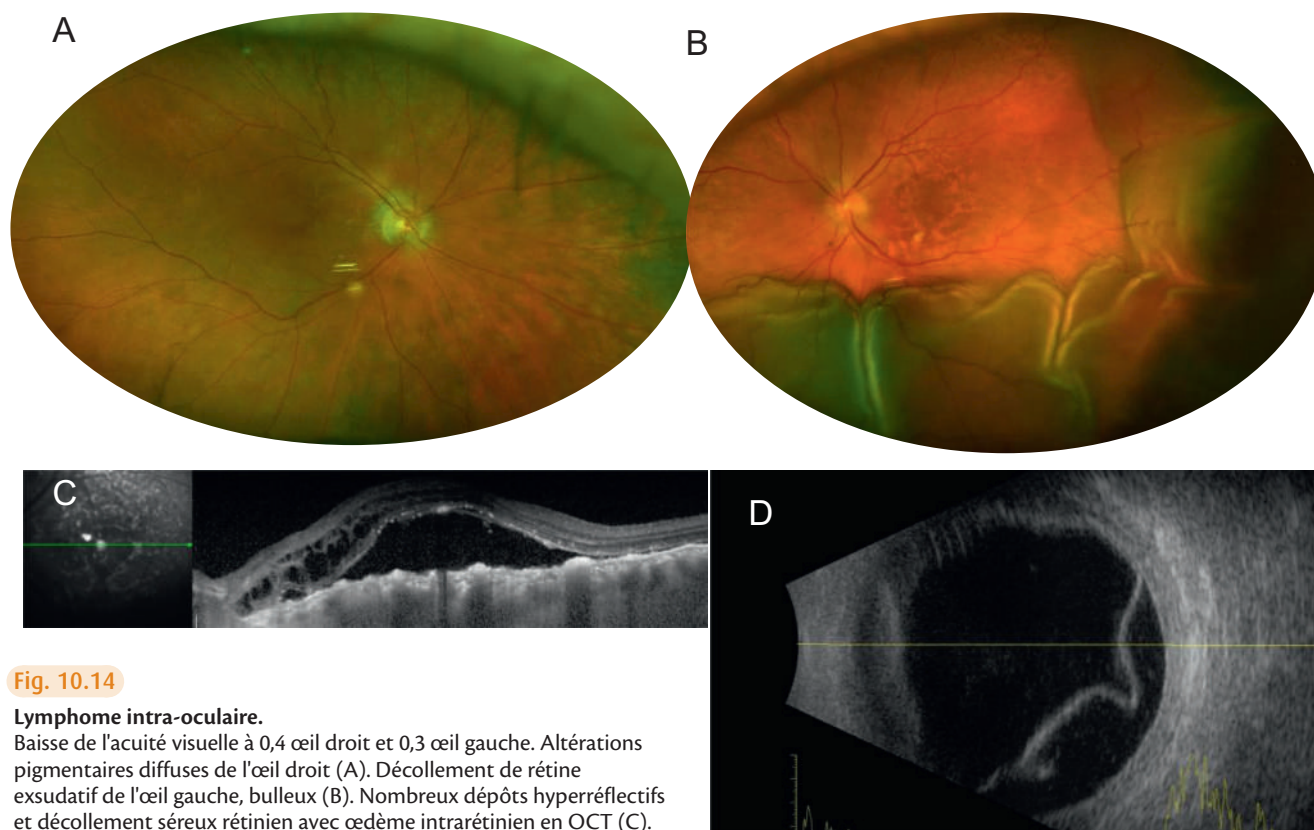 A
B
C
D
Fig. 10.14
Lymphome intra-oculaire.
Baisse de l'acuité visuelle à 0,4 œil droit et 0,3 œil gauche. Altérations
pigmentaires diffuses de l'œil droit (A). Décollement de rétine
exsudatif de l'œil gauche, bulleux (B). Nombreux dépôts hyperréflectifs
et décollement séreux rétinien avec œdème intrarétinien en OCT (C).